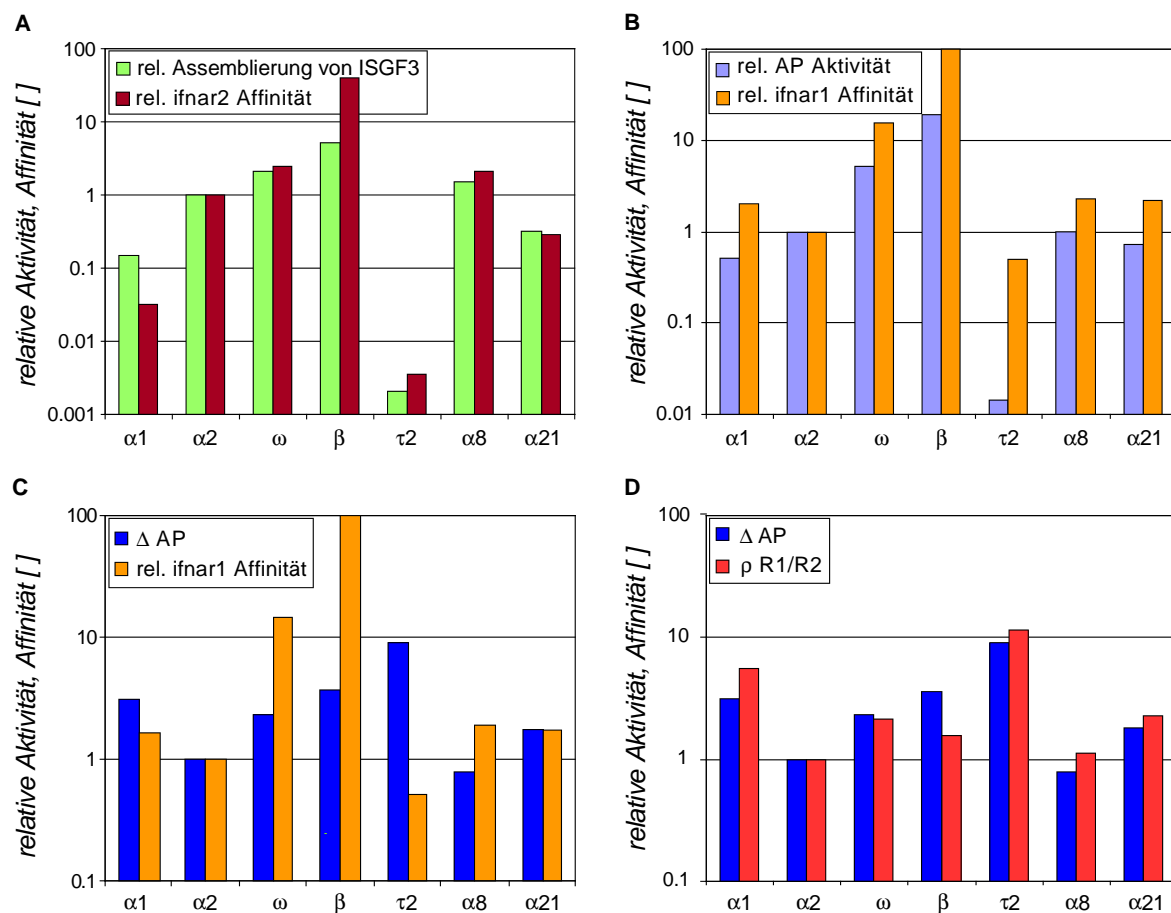 A
relative Aktivität, Affinität [ ]
100
10
1
0.1
0.01
0.001
rel. Assemblierung von ISGF3
rel. ifnar2 Affinität
α1 α2 ω β τ2 α8 α21
B
relative Aktivität, Affinität [ ]
100
10
1
0.1
0.01
rel. AP Aktivität
rel. ifnar1 Affinität
α1 α2 ω β τ2 α8 α21
C
relative Aktivität, Affinität [ ]
100
10
1
0.1
Δ AP
rel. ifnar1 Affinität
α1 α2 ω β τ2 α8 α21
D
relative Aktivität, Affinität [ ]
100
10
1
0.1
Δ AP
ρ R1/R2
α1 α2 ω β τ2 α8 α21